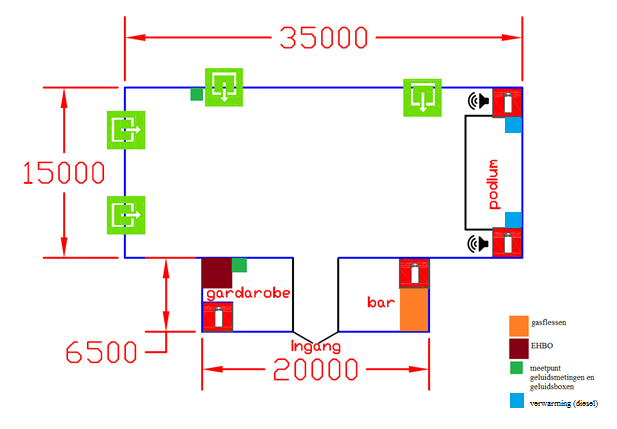 35000
15000
podium
gardarobe
bar
Ingang
6500
20000
gasflessen
EHBO
meetpunt
geluidsmetingen en
geluidsboxen
verwarming (diesel)